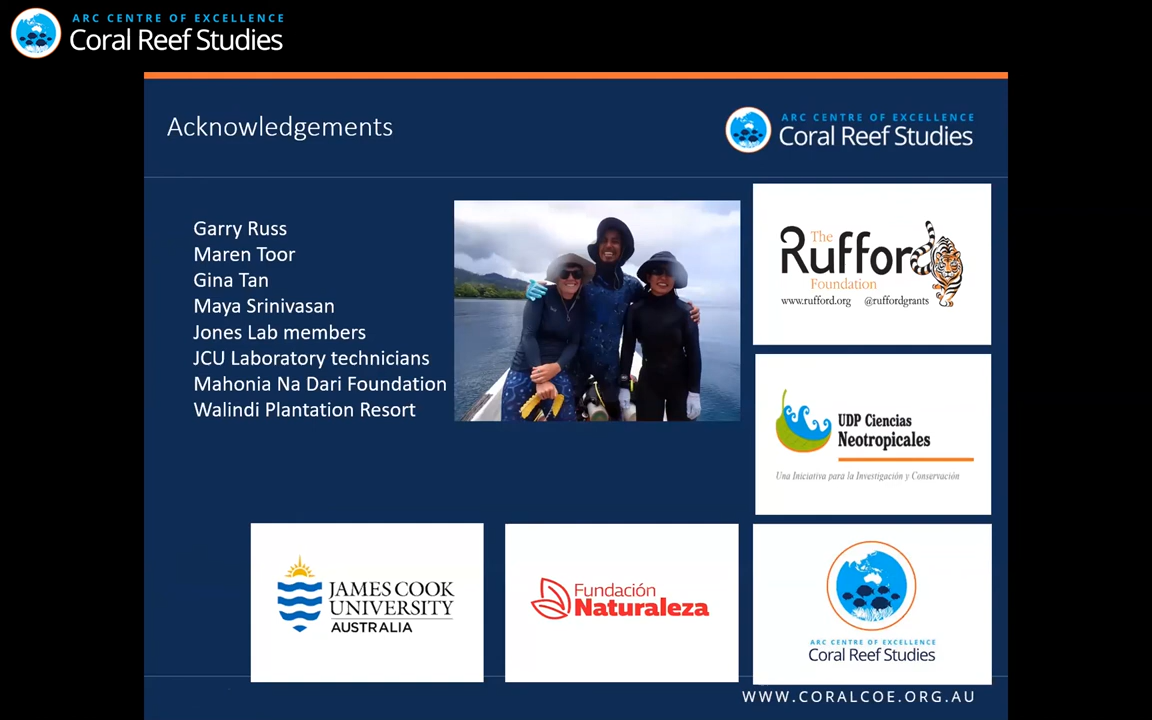 ARC CENTRE OF EXCELLENCE
Coral Reef Studies
Acknowledgements
ARC CENTRE OF EXCELLENCE
Coral Reef Studies
Garry Russ
Maren Toor
Gina Tan
Maya Srinivasan
Jones Lab members
JCU Laboratory technicians
Mahonia Na Dari Foundation
Walindi Plantation Resort
The
Rufford
Foundation
www.rufford.org @ruffordgrants
UDP Ciencias
Neotropicales
Una Iniciativa para la Investigación y Conservación
JAMES COOK
UNIVERSITY
AUSTRALIA
Fundación
Naturaleza
ARC CENTRE OF EXCELLENCE
Coral Reef Studies
WWW.CORALCOE.ORG.AU